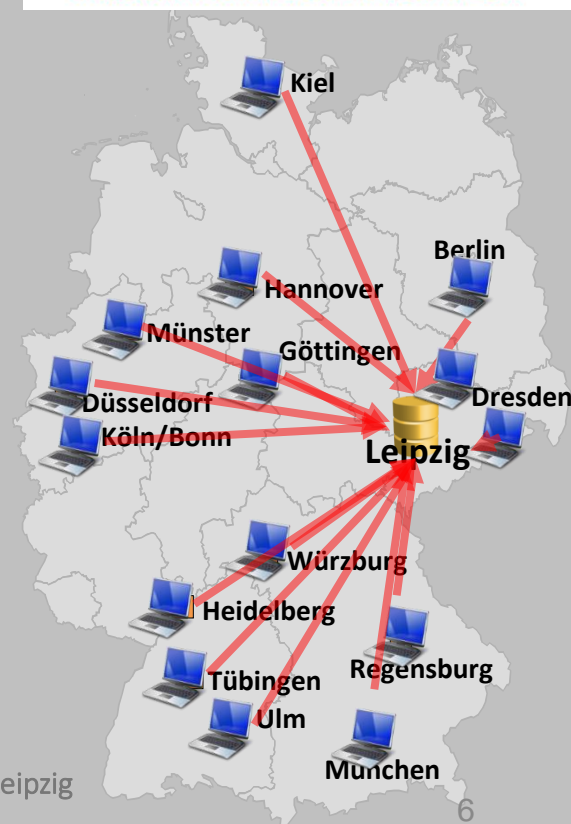 Kiel
Berlin
Hannover
Münster
Göttingen
Düsseldorf
Dresden
Köln/Bonn
Leipzig
Würzburg
Heidelberg
Regensburg
Tübingen
Ulm
München
eipzig
6